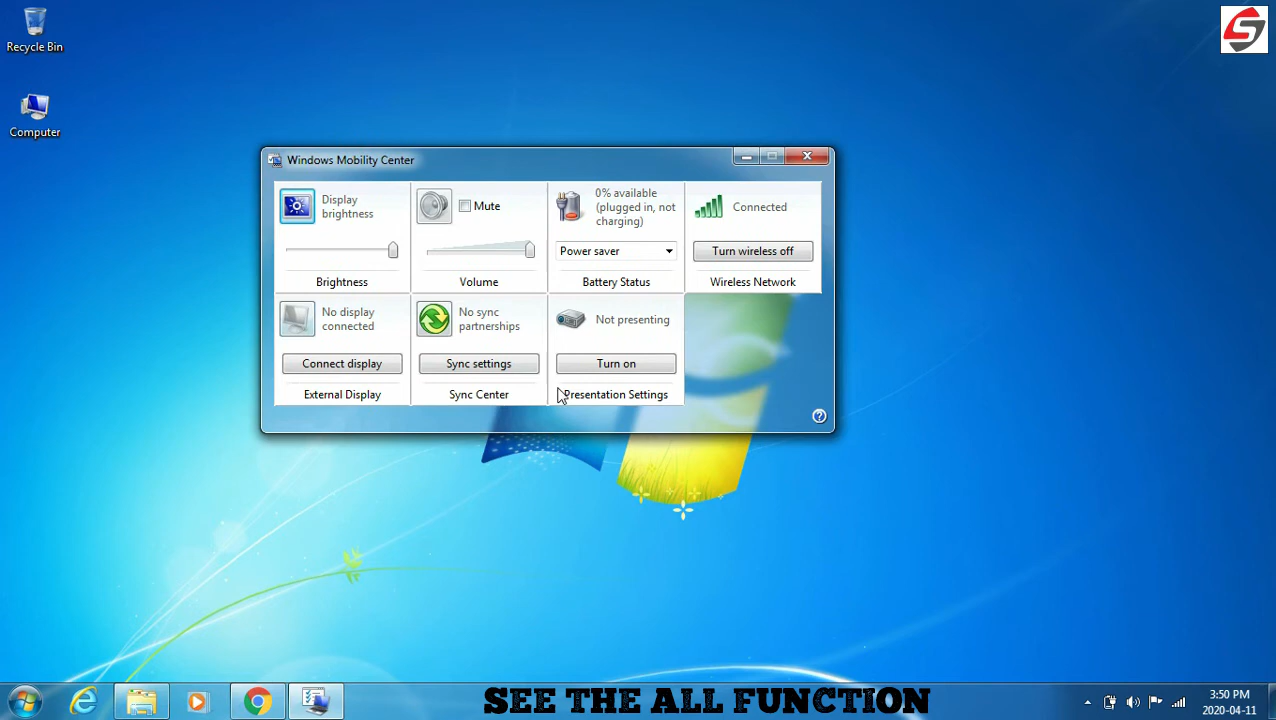 Recycle Bin
Computer
Windows Mobility Center
Display
brightness
Brightness
Mute
Volume
0% available
(plugged in, not
charging)
Power saver
Battery Status
Connected
Turn wireless off
Wireless Network
No display
connected
Connect display
External Display
No sync
partnerships
Sync settings
Sync Center
Not presenting
Turn on
Presentation Settings
SEE THE ALL FUNCTION
3:50 PM
2020-04-11